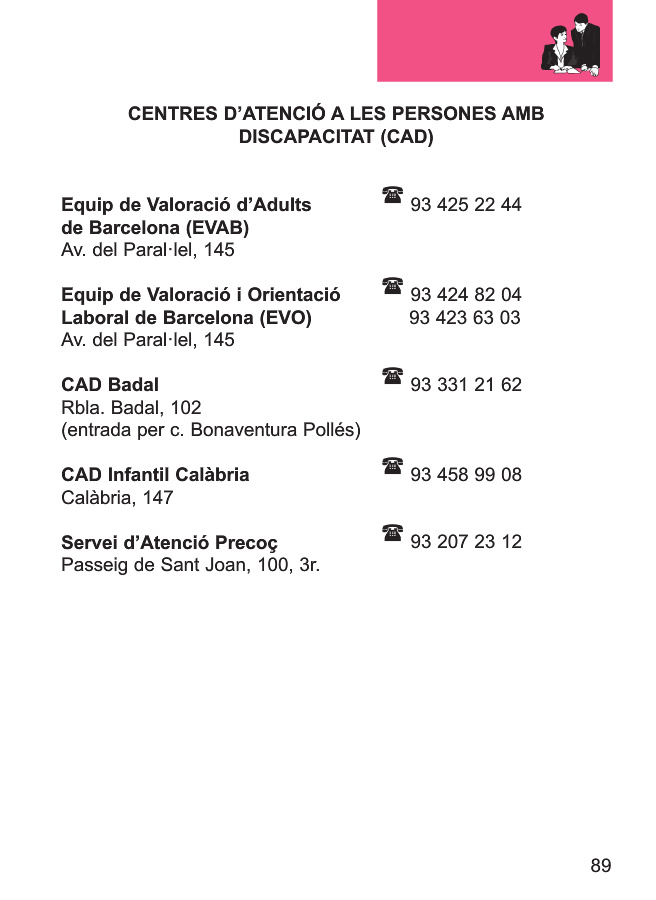 CENTRES D’ATENCIÓ A LES PERSONES AMB
DISCAPACITAT (CAD)
Equip de Valoració d’Adults ☎ 93 425 22 44
de Barcelona (EVAB)
Av. del Paral·lel, 145
Equip de Valoració i Orientació ☎ 93 424 82 04
Laboral de Barcelona (EVO) 93 423 63 03
Av. del Paral·lel, 145
CAD Badal ☎ 93 331 21 62
Rbla. Badal, 102
(entrada per c. Bonaventura Pollés)
CAD Infantil Calàbria ☎ 93 458 99 08
Calàbria, 147
Servei d’Atenció Precoç ☎ 93 207 23 12
Passeig de Sant Joan, 100, 3r.
89